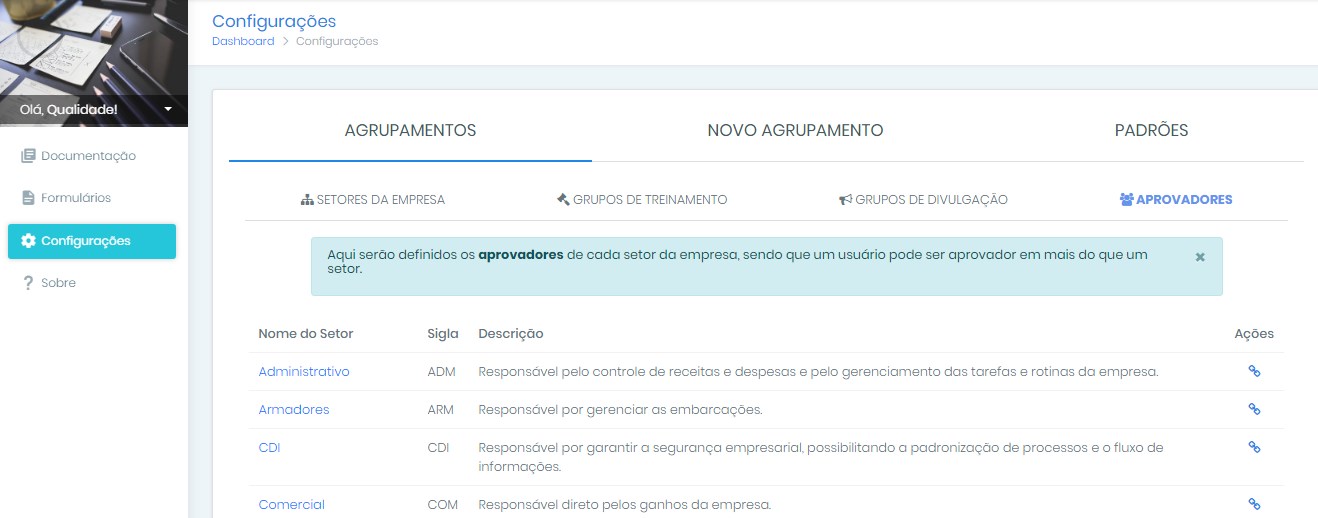 Configurações
Dashboard > Configurações
Olá, Qualidade!
Documentação
Formulários
Configurações
Sobre
AGRUPAMENTOS NOVO AGRUPAMENTO PADRÕES
SETORES DA EMPRESA GRUPOS DE TREINAMENTO GRUPOS DE DIVULGAÇÃO APROVADORES
Aqui serão definidos os aprovadores de cada setor da empresa, sendo que um usuário pode ser aprovador em mais do que um
setor.
Nome do Setor Sigla Descrição Ações
Administrativo ADM Responsável pelo controle de receitas e despesas e pelo gerenciamento das tarefas e rotinas da empresa.
Armadores ARM Responsável por gerenciar as embarcações.
CDI CDI Responsável por garantir a segurança empresarial, possibilitando a padronização de processos e o fluxo de
informações.
Comercial COM Responsável direto pelos ganhos da empresa.